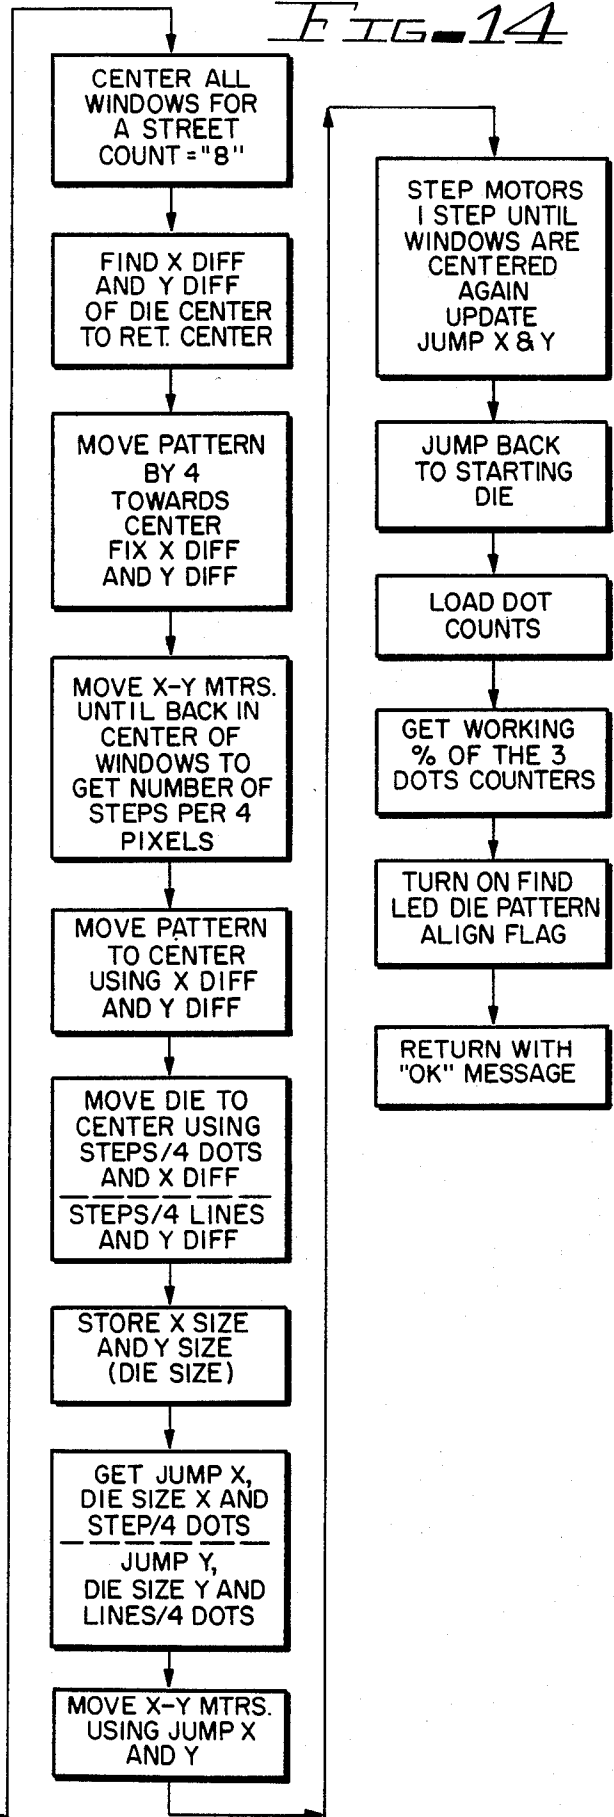 FIG-14
CENTER ALL
WINDOWS FOR
A STREET
COUNT="8"
FIND X DIFF
AND Y DIFF
OF DIE CENTER
TO RET. CENTER
MOVE PATTERN
BY 4
TOWARDS
CENTER
FIX X DIFF
AND Y DIFF
MOVE X-Y MTRS.
UNTIL BACK IN
CENTER OF
WINDOWS TO
GET NUMBER OF
STEPS PER 4
PIXELS
MOVE PATTERN
TO CENTER
USING X DIFF
AND Y DIFF
MOVE DIE TO
CENTER USING
STEPS/4 DOTS
AND X DIFF
STEPS/4 LINES
AND Y DIFF
STORE X SIZE
AND Y SIZE
(DIE SIZE)
GET JUMP X,
DIE SIZE X AND
STEP/4 DOTS
JUMP Y,
DIE SIZE Y AND
LINES/4 DOTS
MOVE X-Y MTRS.
USING JUMP X
AND Y
STEP MOTORS
1 STEP UNTIL
WINDOWS ARE
CENTERED
AGAIN
UPDATE
JUMP X & Y
JUMP BACK
TO STARTING
DIE
LOAD DOT
COUNTS
GET WORKING
% OF THE 3
DOTS COUNTERS
TURN ON FIND
LED DIE PATTERN
ALIGN FLAG
RETURN WITH
"OK" MESSAGE